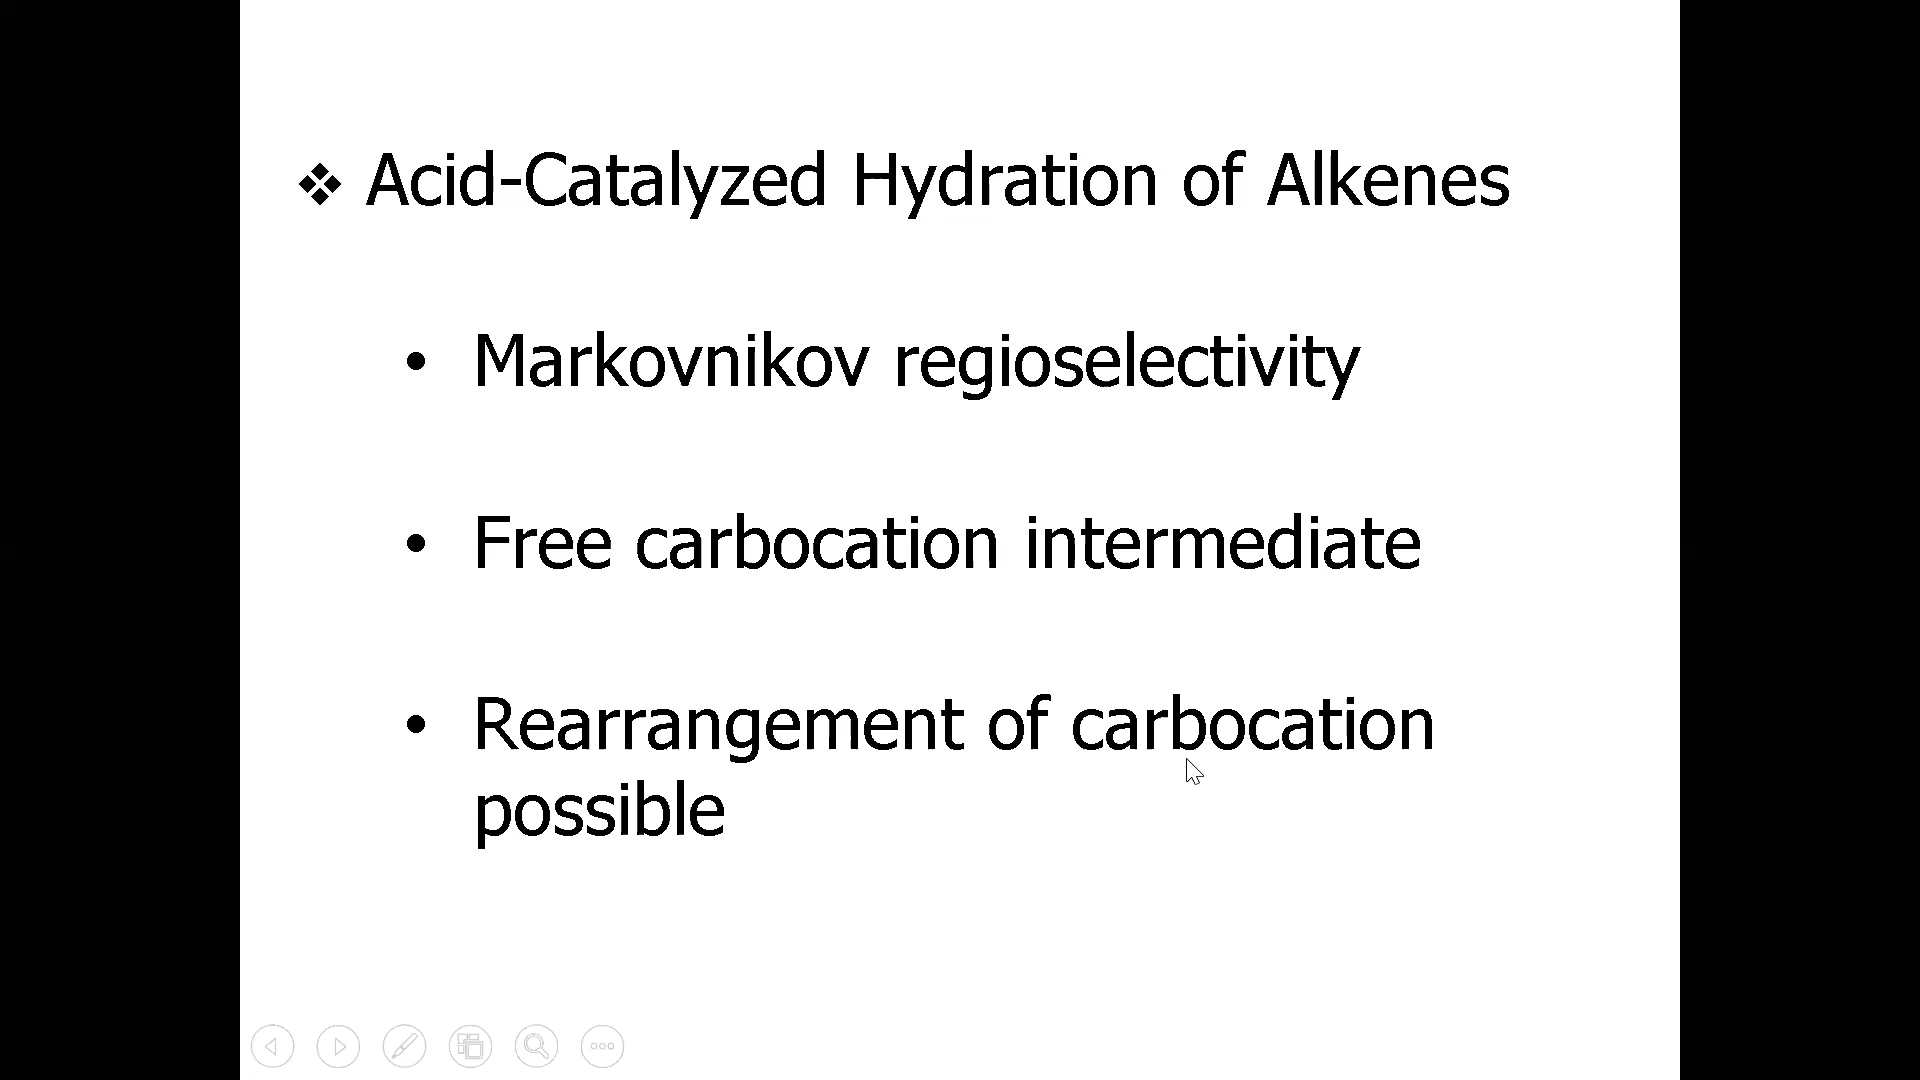 ❖ Acid-Catalyzed Hydration of Alkenes
• Markovnikov regioselectivity
• Free carbocation intermediate
• Rearrangement of carbocation
possible